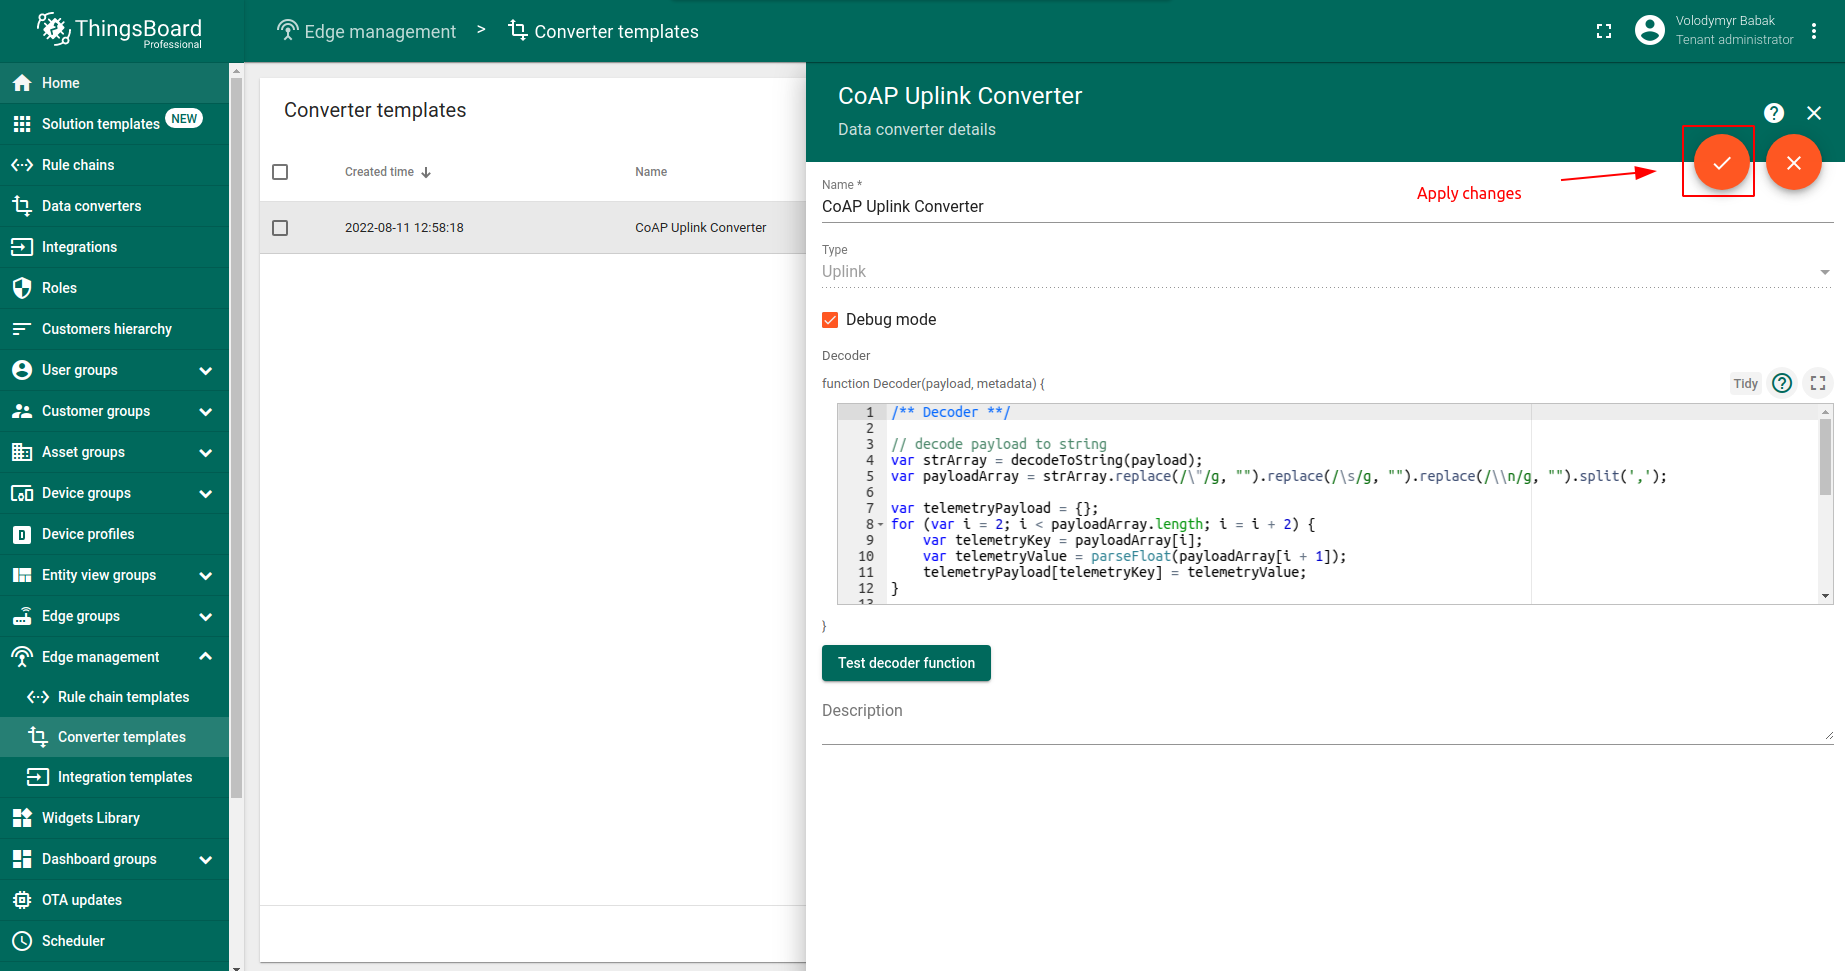 ThingsBoard
Professional
Edge management > Converter templates
Volodymyr Babak
Tenant administrator
Home
Solution templates NEW
Rule chains
Data converters
Integrations
Roles
Customers hierarchy
User groups
Customer groups
Asset groups
Device groups
Device profiles
Entity view groups
Edge groups
Edge management
Rule chain templates
Converter templates
Integration templates
Widgets Library
Dashboard groups
OTA updates
Scheduler
Converter templates
Created time Name
2022-08-11 12:58:18 CoAP Uplink Converter
CoAP Uplink Converter
Data converter details
Apply changes
Name *
CoAP Uplink Converter
Type
Uplink
Debug mode
Decoder
function Decoder(payload, metadata) {
Tidy
1 /** Decoder **/
2
3 // decode payload to string
4 var strArray = decodeToString(payload);
5 var payloadArray = strArray.replace(/\"/g, "").replace(/\s/g, "").replace(/\\n/g, "").split(',');
6
7 var telemetryPayload = {};
8 for (var i = 2; i < payloadArray.length; i = i + 2) {
9 var telemetryKey = payloadArray[i];
10 var telemetryValue = parseFloat(payloadArray[i + 1]);
11 telemetryPayload[telemetryKey] = telemetryValue;
12 }
13
}
Test decoder function
Description